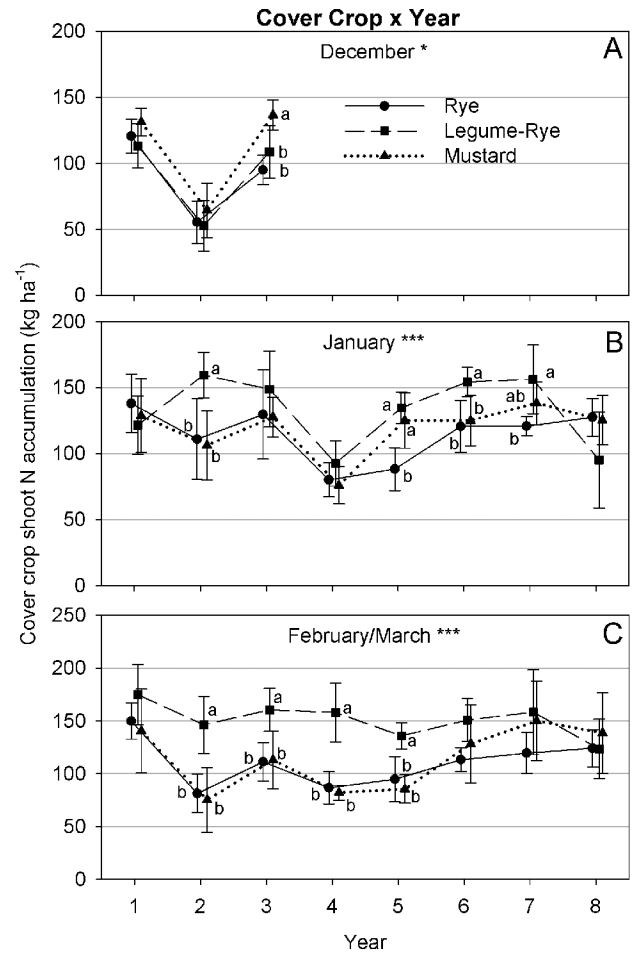 Cover Crop x Year
Cover crop shoot N accumulation (kg ha⁻¹)
A
December *
Rye
Legume-Rye
Mustard
200
150
100
50
0
a
b
b
B
January ***
200
150
100
50
0
a
b
b
a
a
b
a
b
b
a
ab
b
C
February/March ***
250
200
150
100
50
0
a
b
b
a
b
b
a
b
b
a
b
b
1 2 3 4 5 6 7 8
Year